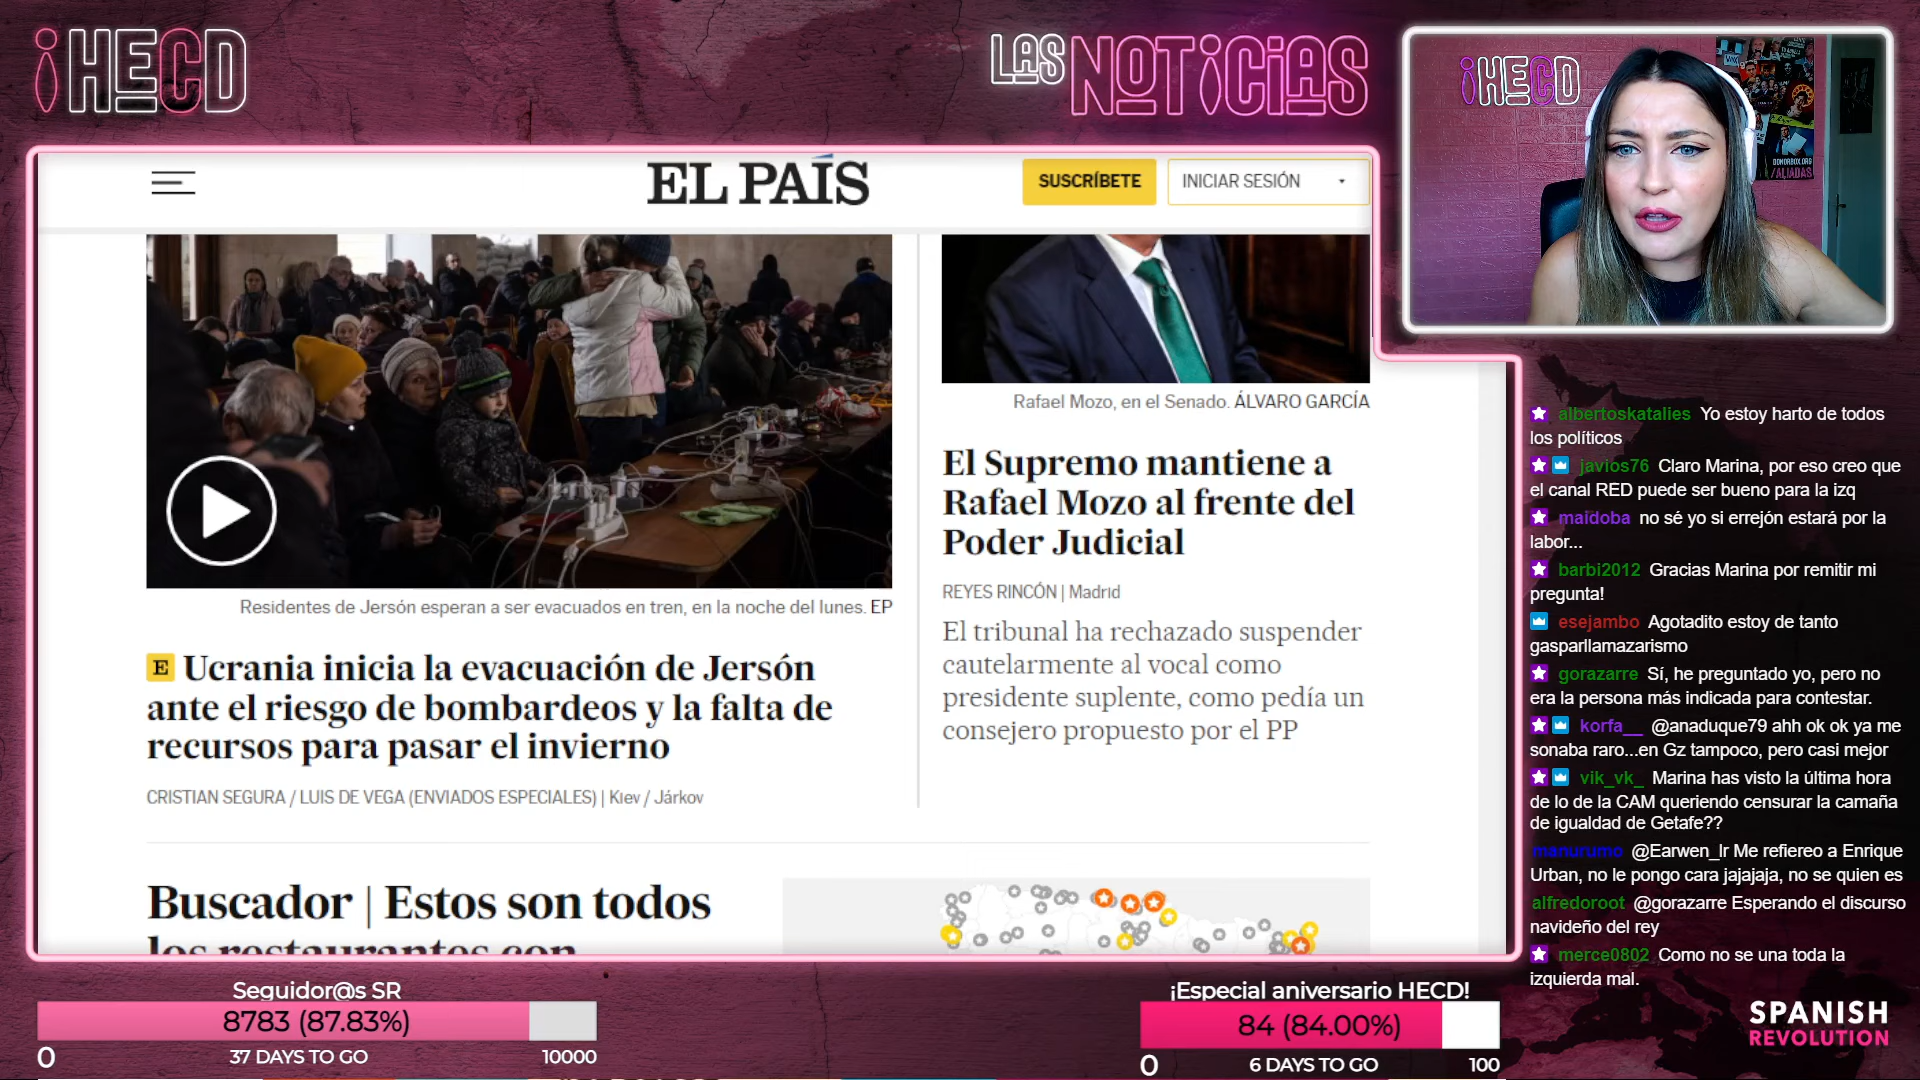 ¡HECD
LAS NOTICIAS
¡HECD
DONORBOX.ORG
/ALIADAS
EL PAÍS
SUSCRÍBETE
INICIAR SESIÓN
Residentes de Jersón esperan a ser evacuados en tren, en la noche del lunes. EP
E Ucrania inicia la evacuación de Jersón
ante el riesgo de bombardeos y la falta de
recursos para pasar el invierno
CRISTIAN SEGURA / LUIS DE VEGA (ENVIADOS ESPECIALES) | Kiev / Járkov
Rafael Mozo, en el Senado. ÁLVARO GARCÍA
El Supremo mantiene a
Rafael Mozo al frente del
Poder Judicial
REYES RINCÓN | Madrid
El tribunal ha rechazado suspender
cautelarmente al vocal como
presidente suplente, como pedía un
consejero propuesto por el PP
Buscador | Estos son todos
los restaurantes con
albertoskatalies Yo estoy harto de todos
los políticos
javios76 Claro Marina, por eso creo que
el canal RED puede ser bueno para la izq
maidoba no sé yo si errejón estará por la
labor...
barbi2012 Gracias Marina por remitir mi
pregunta!
esejambo Agotadito estoy de tanto
gasparllamazarismo
gorazarre Sí, he preguntado yo, pero no
era la persona más indicada para contestar.
korfa__ @anaduque79 ahh ok ok ya me
sonaba raro...en Gz tampoco, pero casi mejor
vik_vk_ Marina has visto la última hora
de lo de la CAM queriendo censurar la camaña
de igualdad de Getafe??
manurumo @Earwen_lr Me refiereo a Enrique
Urban, no le pongo cara jajajaja, no se quien es
alfredoroot @gorazarre Esperando el discurso
navideño del rey
merce0802 Como no se una toda la
izquierda mal.
Seguidor@s SR
8783 (87.83%)
0 37 DAYS TO GO 10000
¡Especial aniversario HECD!
84 (84.00%)
0 6 DAYS TO GO 100
SPANISH
REVOLUTION